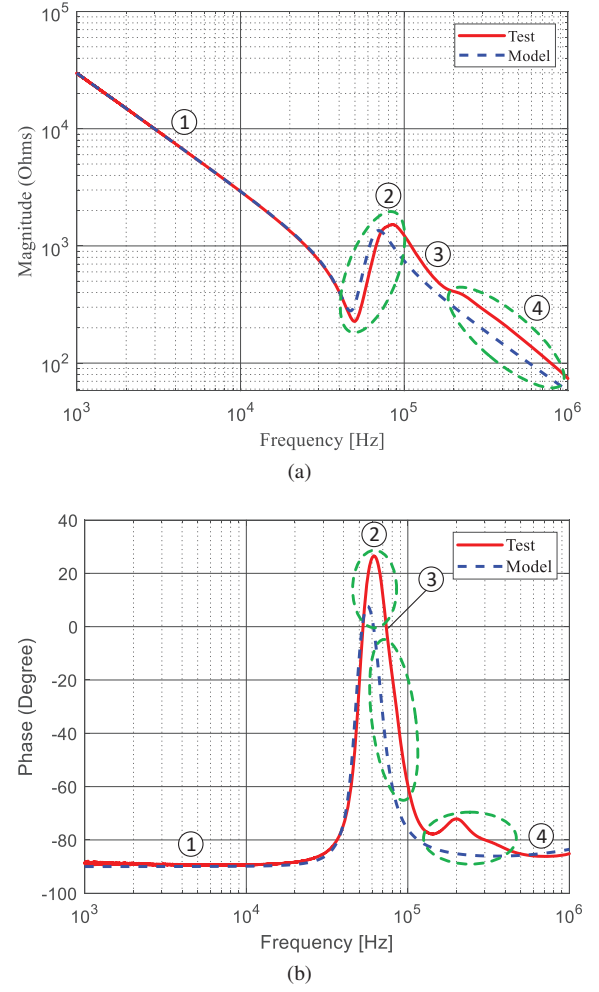 10^5
Test
Model
①
10^4
②
Magnitude (Ohms)
10^3
③
④
10^2
10^3 10^4 10^5 10^6
Frequency [Hz]
(a)
40
②
Test
Model
20
③
0
Phase (Degree)
-20
-40
-60
①
④
-80
-100
10^3 10^4 10^5 10^6
Frequency [Hz]
(b)